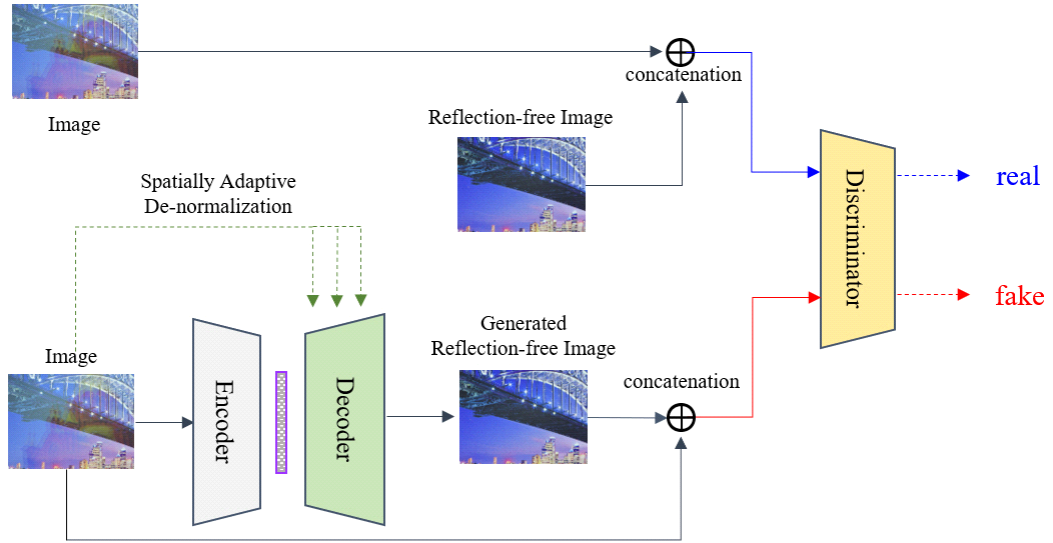 Image
concatenation
Reflection-free Image
Spatially Adaptive
De-normalization
Discriminator
real
fake
Image
Encoder
Decoder
Generated
Reflection-free Image
concatenation